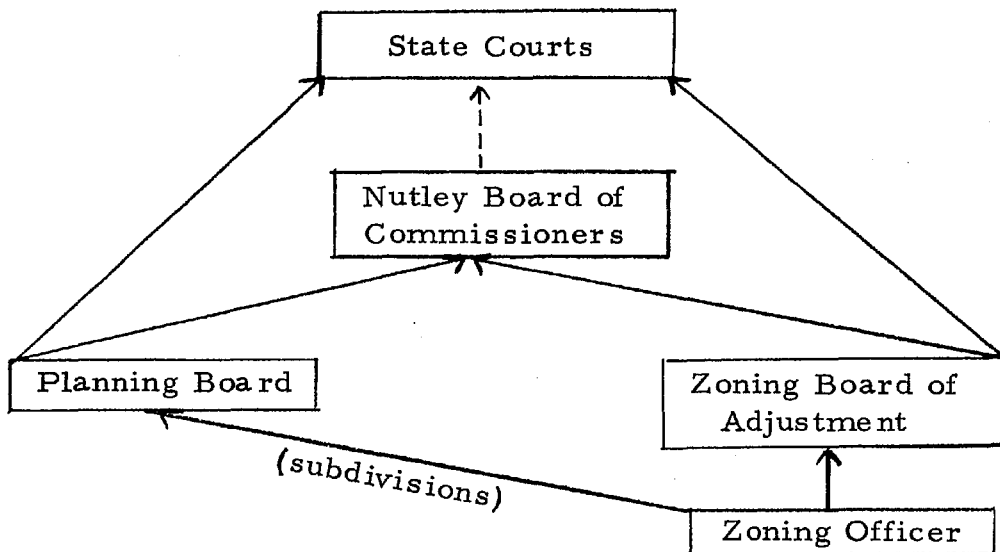 State Courts
Nutley Board of
Commissioners
Planning Board
Zoning Board of
Adjustment
(subdivisions)
Zoning Officer